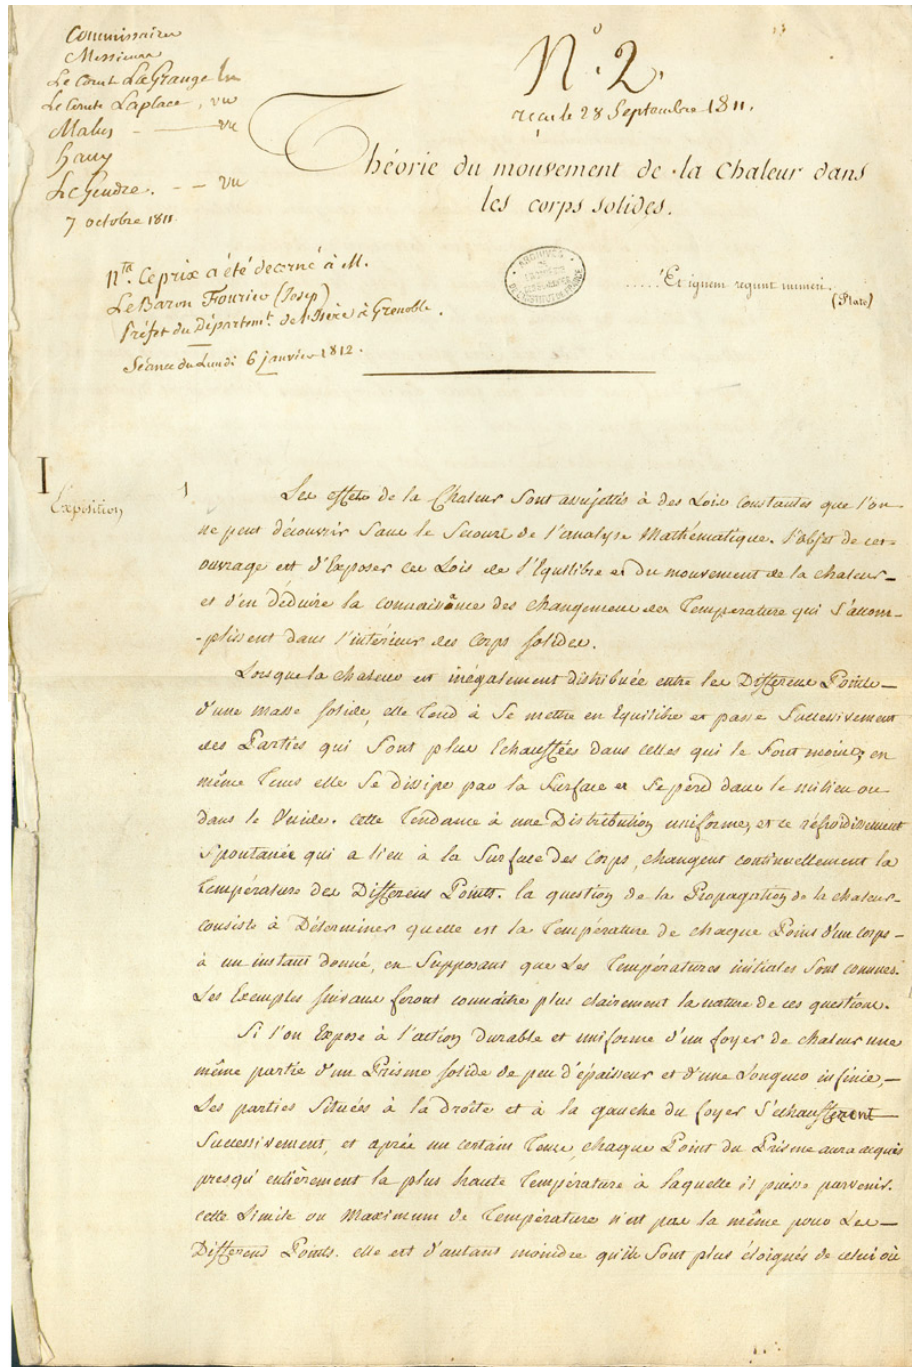 Commissaires
Messieurs
Le Comte LaGrange lu
Le Comte Laplace, vu
Malus - — vu
haüy
LeGendre. - — vu
7 octobre 1811
N° 2.
reçu le 28 Septembre 1811.
Théorie du mouvement de la Chaleur dans
les corps solides.
Nta. Ce prix a été décerné à M.
Le Baron Fourier (Josep)
Préfet du Départemt. de l'Isère à Grenoble.
Séance du Lundi 6 janvier 1812.
ARCHIVES
.....Et ignem regunt numeri.
(Plato)
I
Exposition
1
Les effets de la Chaleur sont assujettis à des Lois constantes que l'on
ne peut découvrir sans le Secours de l'analyse Mathématique. l'objet de cet
ouvrage est d'Exposer ces Lois de l'Equilibre et du mouvement de la chaleur
et d'en déduire la connaissance des changemens de Température qui s'accom-
-plissent dans l'intérieur des Corps solides.
Lorsque la chaleur est inégalement distribuée entre les Différens Points
d'une masse solide, elle tend à se mettre en Equilibre et passe Successivement
des Parties qui sont plus Echauffées dans celles qui le sont moins; en
même Tems elle se dissipe par la Surface et se perd dans le milieu ou
dans le Vuide. Cette Tendance à une Distribution uniforme, et ce refroidissement
spontanée qui a lieu à la Surface des Corps, changent continuellement la
Température des Différens Points. la question de la Propagation de la chaleur
consiste à Déterminer quelle est la Température de chaque Point d'un corps
à un instant donné, en Supposant que Les Températures initiales sont connues.
Les Exemples suivans feront connaître plus clairement la nature de ces questions.
Si l'on Expose à l'action Durable et uniforme d'un foyer de chaleur une
même partie d'un Prisme solide de peu d'épaisseur et d'une Longueur infinie,
Les parties Situées à la droite et à la gauche du foyer S'échauffent
Successivement, et après un certain Tems, chaque Point du Prisme aura acquis
presqu'entièrement la plus haute Température à laquelle il puisse parvenir.
Cette Limite ou Maximum de Température n'est pas la même pour Les
Différens Points. elle est d'autant moindre qu'ils sont plus éloignés de celui où